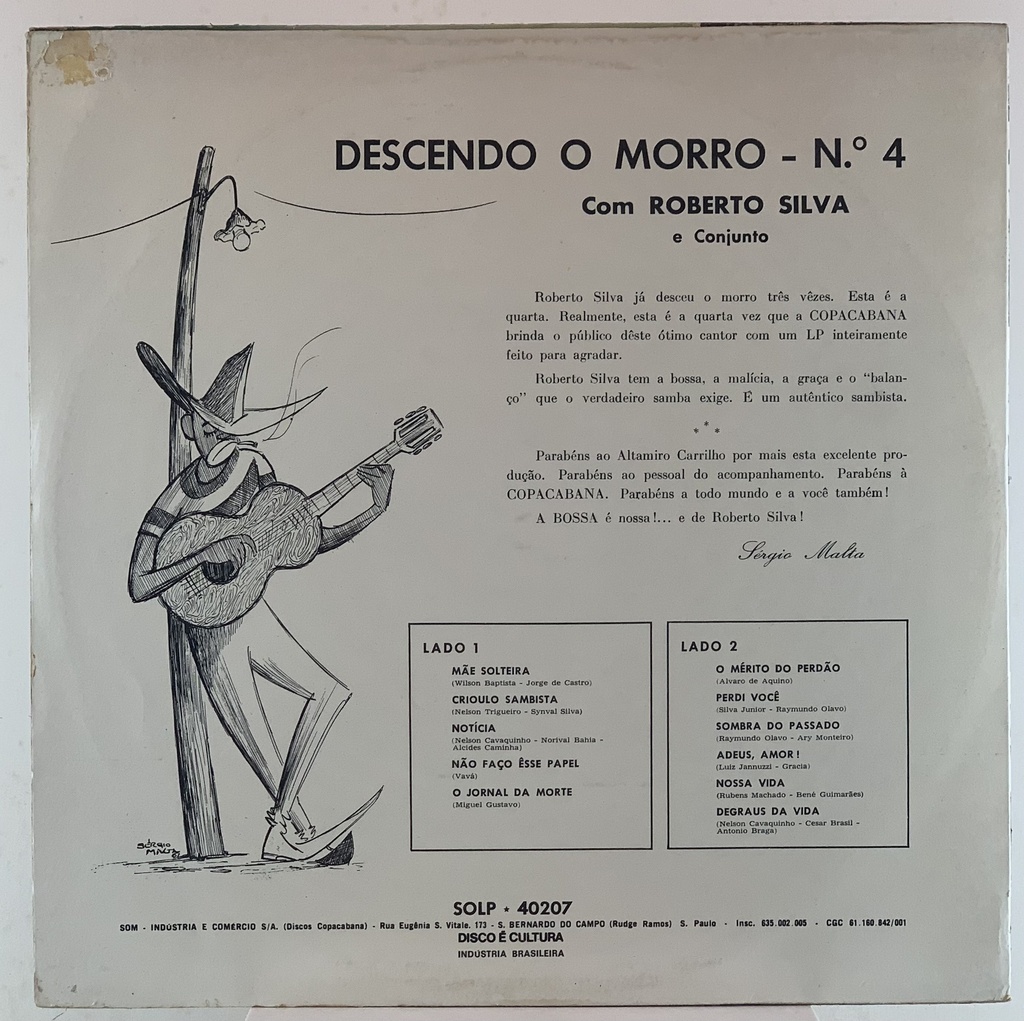 DESCENDO O MORRO - N.º 4
Com ROBERTO SILVA
e Conjunto
Roberto Silva já desceu o morro três vêzes. Esta é a
quarta. Realmente, esta é a quarta vez que a COPACABANA
brinda o público dêste ótimo cantor com um LP inteiramente
feito para agradar.
Roberto Silva tem a bossa, a malícia, a graça e o “balan-
ço” que o verdadeiro samba exige. É um autêntico sambista.
* * *
Parabéns ao Altamiro Carrilho por mais esta excelente pro-
dução. Parabéns ao pessoal do acompanhamento. Parabéns à
COPACABANA. Parabéns a todo mundo e a você também!
A BOSSA é nossa!... e de Roberto Silva!
Sérgio Malta
LADO 1
MÃE SOLTEIRA
(Wilson Baptista - Jorge de Castro)
CRIOULO SAMBISTA
(Nelson Trigueiro - Synval Silva)
NOTÍCIA
(Nelson Cavaquinho - Norival Bahia -
Alcides Caminha)
NÃO FAÇO ÊSSE PAPEL
(Vavá)
O JORNAL DA MORTE
(Miguel Gustavo)
LADO 2
O MÉRITO DO PERDÃO
(Alvaro de Aquino)
PERDI VOCÊ
(Silva Junior - Raymundo Olavo)
SOMBRA DO PASSADO
(Raymundo Olavo - Ary Monteiro)
ADEUS, AMOR!
(Luiz Jannuzzi - Gracia)
NOSSA VIDA
(Rubens Machado - Bené Guimarães)
DEGRAUS DA VIDA
(Nelson Cavaquinho - Cesar Brasil -
Antonio Braga)
SÉRGIO
MALTA
SOLP * 40207
SOM - INDÚSTRIA E COMÉRCIO S/A. (Discos Copacabana) - Rua Eugênia S. Vitale, 173 - S. BERNARDO DO CAMPO (Rudge Ramos) S. Paulo - Insc. 635.002.005 - CGC 61.160.842/001
DISCO É CULTURA
INDÚSTRIA BRASILEIRA